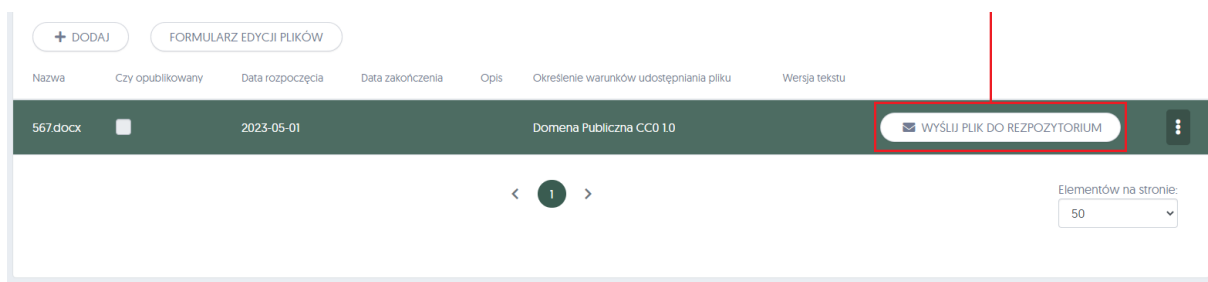 + DODAJ FORMULARZ EDYCJI PLIKÓW
Nazwa Czy opublikowany Data rozpoczęcia Data zakończenia Opis Określenie warunków udostępniania pliku Wersja tekstu
567.docx 2023-05-01 Domena Publiczna CC0 1.0 WYŚLIJ PLIK DO REZPOZYTORIUM
< 1 >
Elementów na stronie:
50